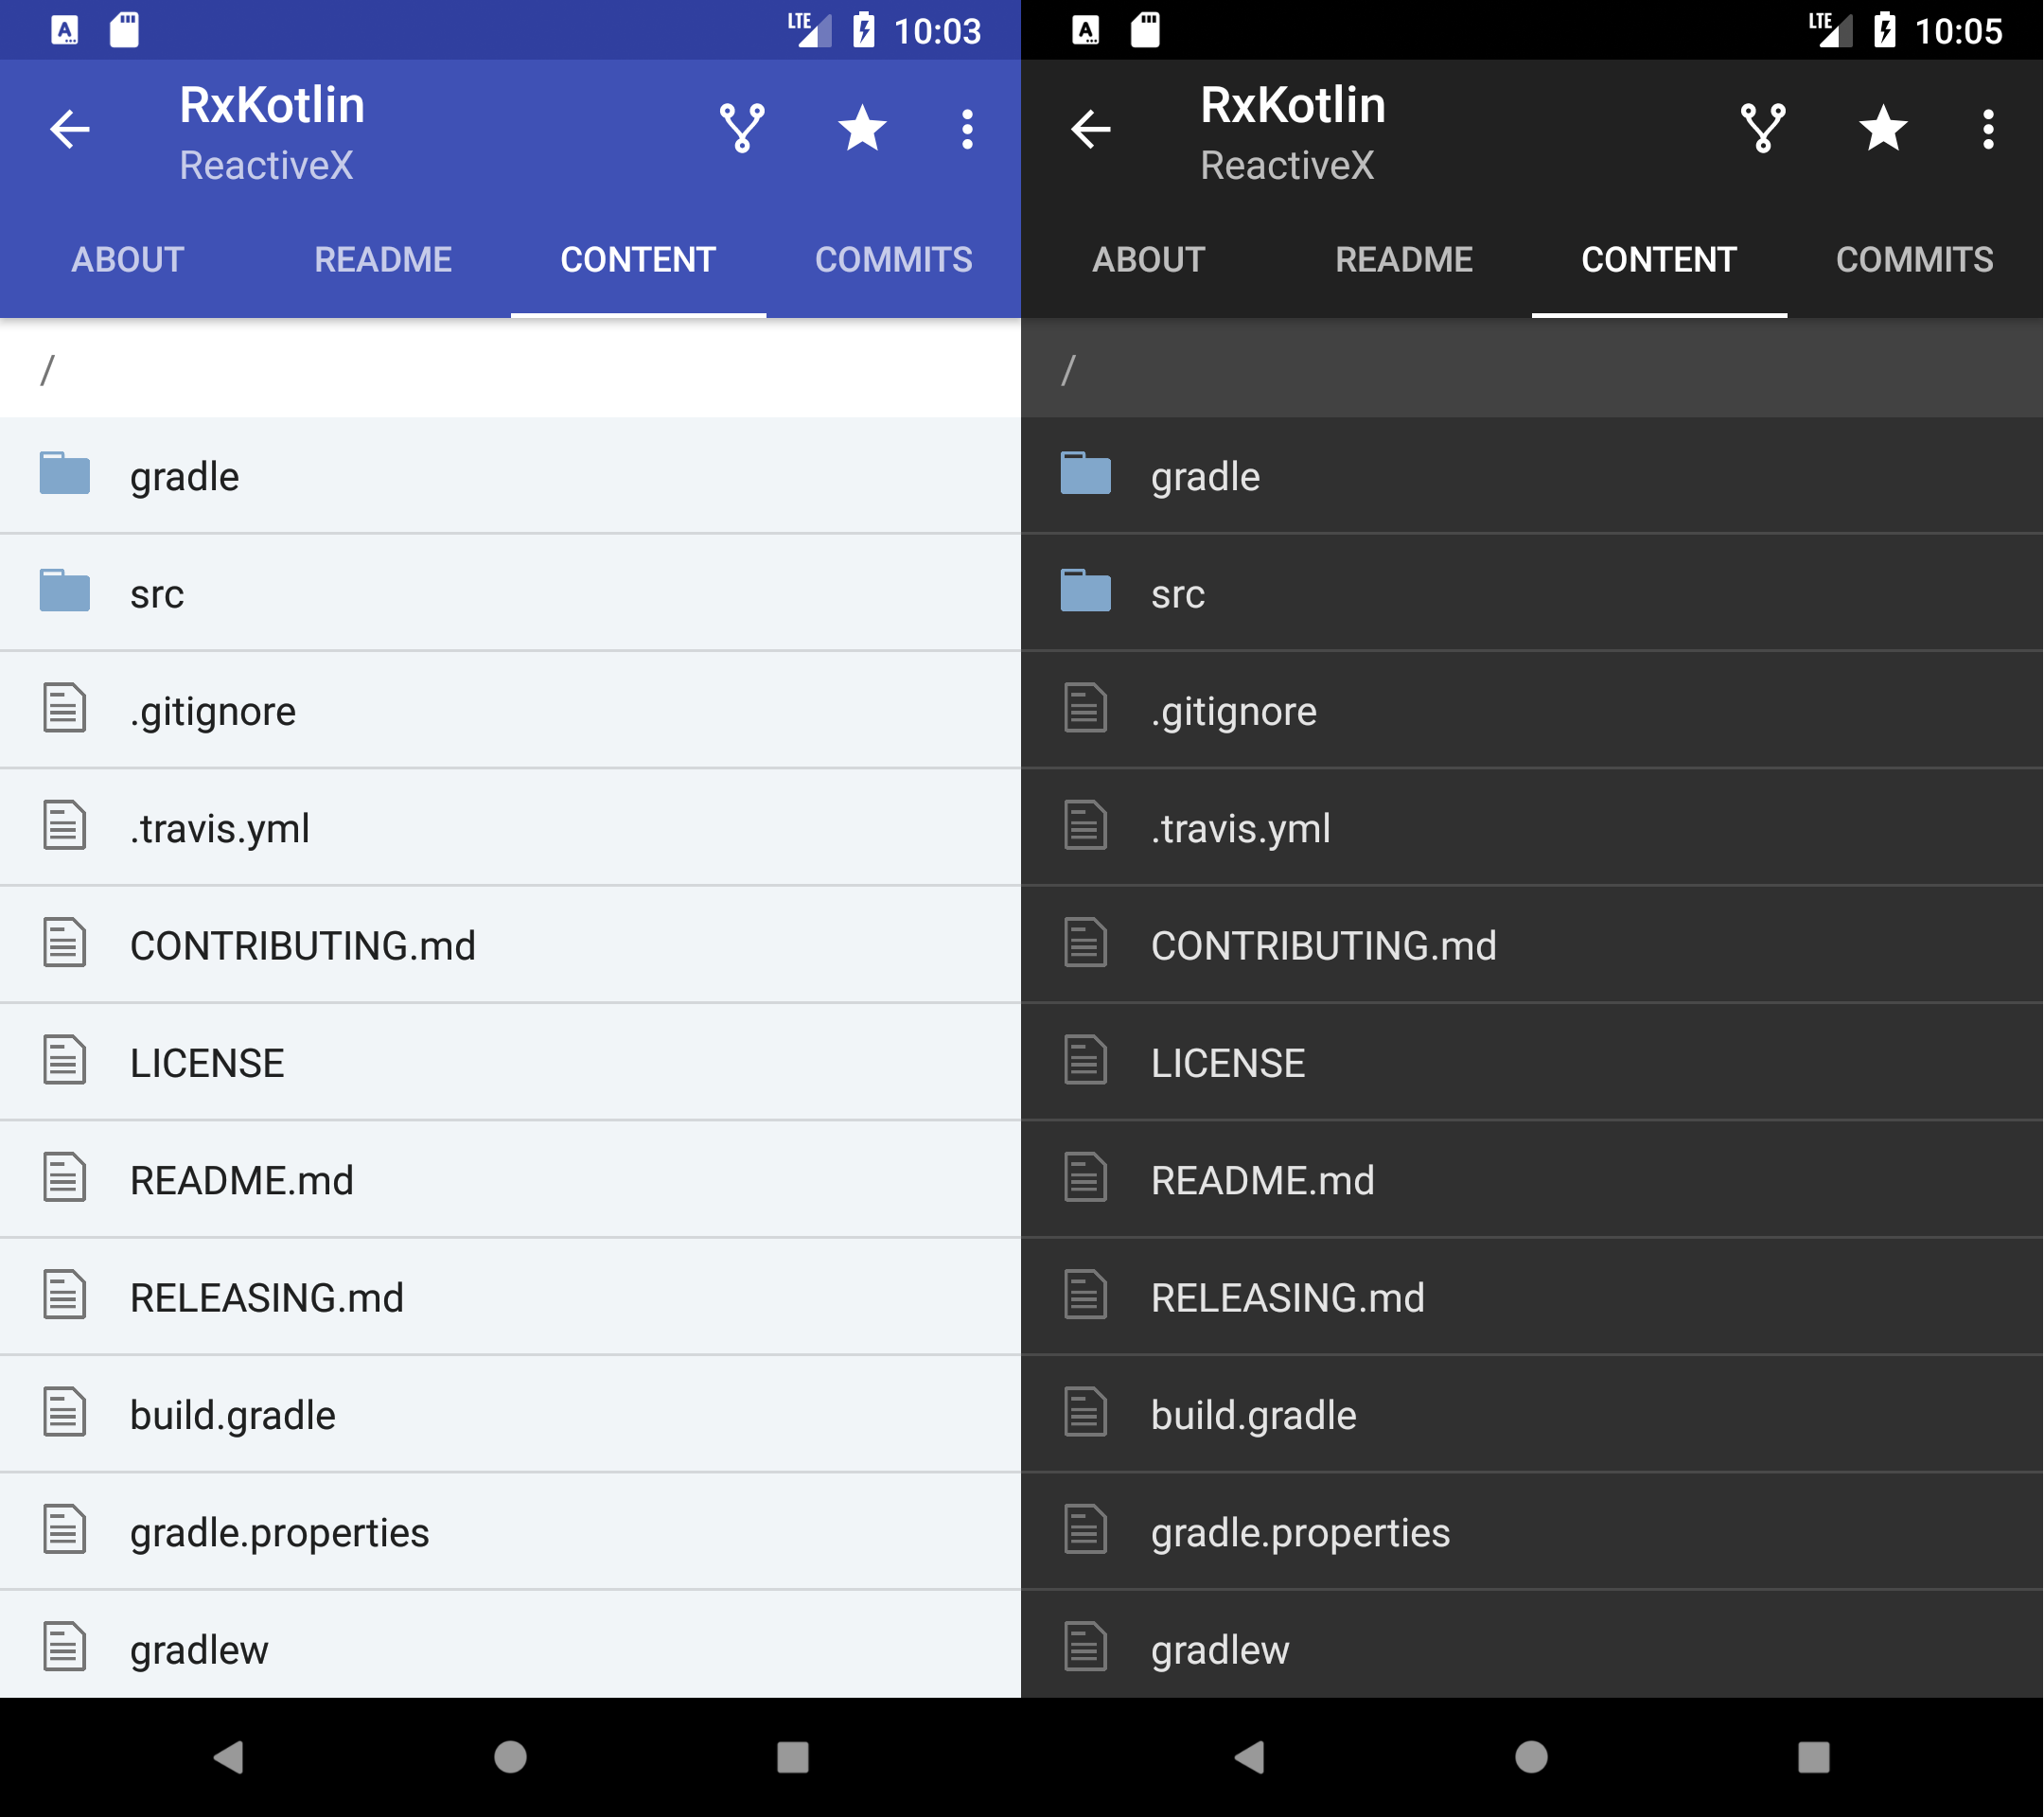 LTE 10:03
RxKotlin
ReactiveX
ABOUT README CONTENT COMMITS
/
gradle
src
.gitignore
.travis.yml
CONTRIBUTING.md
LICENSE
README.md
RELEASING.md
build.gradle
gradle.properties
gradlew
LTE 10:05
RxKotlin
ReactiveX
ABOUT README CONTENT COMMITS
/
gradle
src
.gitignore
.travis.yml
CONTRIBUTING.md
LICENSE
README.md
RELEASING.md
build.gradle
gradle.properties
gradlew